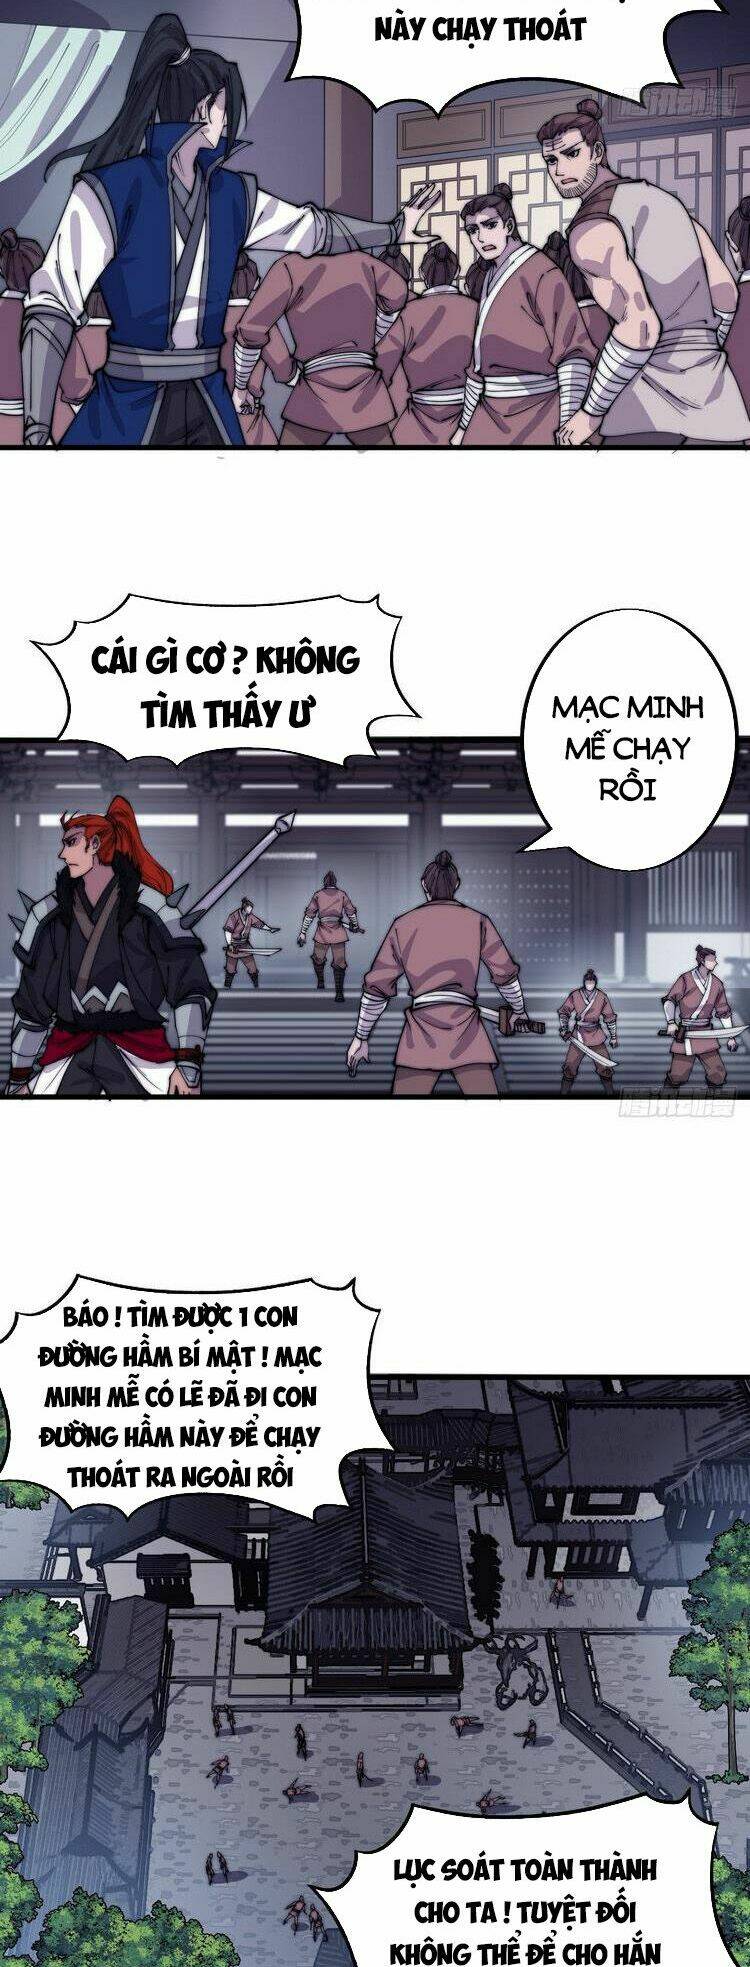 NÀY CHẠY THOÁT
CÁI GÌ CƠ ? KHÔNG
TÌM THẤY Ư
MẠC MINH
MỄ CHẠY
RỒI
BÁO ! TÌM ĐƯỢC 1 CON
ĐƯỜNG HẦM BÍ MẬT ! MẠC
MINH MỄ CÓ LẼ ĐÃ ĐI CON
ĐƯỜNG HẦM NÀY ĐỂ CHẠY
THOÁT RA NGOÀI RỒI
LỤC SOÁT TOÀN THÀNH
CHO TA ! TUYỆT ĐỐI
KHÔNG THỂ ĐỂ CHO HẮN